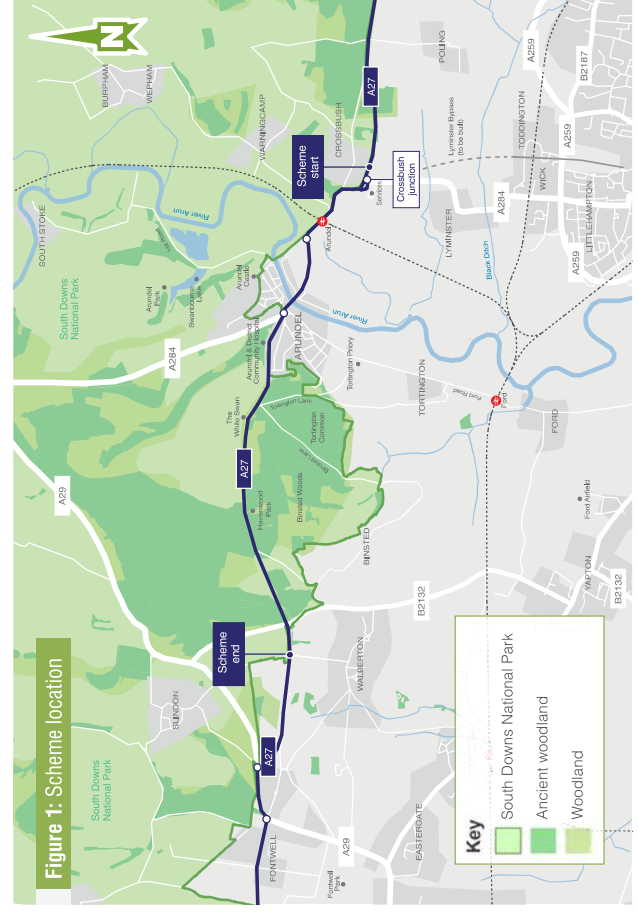 Figure 1: Scheme location
N
SOUTH STOKE
BURPHAM
WEPHAM
South Downs
National Park
River Arun
Mill Road
Arundel
Park
Swanbourne
Lake
Arundel
Castle
WARNINGCAMP
CROSSBUSH
POLING
A27
Scheme
start
Crossbush
junction
Services
Arundel
Lyminster Bypass
(to be built)
LYMINSTER
A284
TODDINGTON
WICK
LITTLEHAMPTON
A259
B2187
A259
A259
Black Ditch
A29
A284
Arundel & District
Community Hospital
ARUNDEL
River Arun
The
White Swan
A27
Tortington Lane
Tortington
Common
Binsted Lane
Tortington Priory
TORTINGTON
Ford Road
Ford
FORD
Havenwood
Park
Binsted Woods
BINSTED
Ford Airfield
YAPTON
B2132
B2132
Scheme
end
SLINDON
WALBERTON
South Downs
National Park
A27
FONTWELL
A29
Fontwell
Park
EASTERGATE
Key
South Downs National Park
Ancient woodland
Woodland